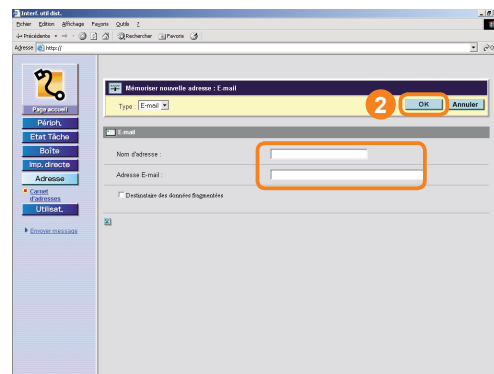 Interf. util dist.
Fichier Edition Affichage Favoris Outils ?
Précédente
Rechercher Favoris
Adresse http://
Page accueil
Périph.
Etat Tâche
Boîte
Imp. directe
Adresse
Carnet
d'adresses
Utilisat.
Envoyer message
Mémoriser nouvelle adresse : E-mail
Type : E-mail
2
OK
Annuler
E-mail
Nom d'adresse :
Adresse E-mail :
Destinataire des données fragmentées